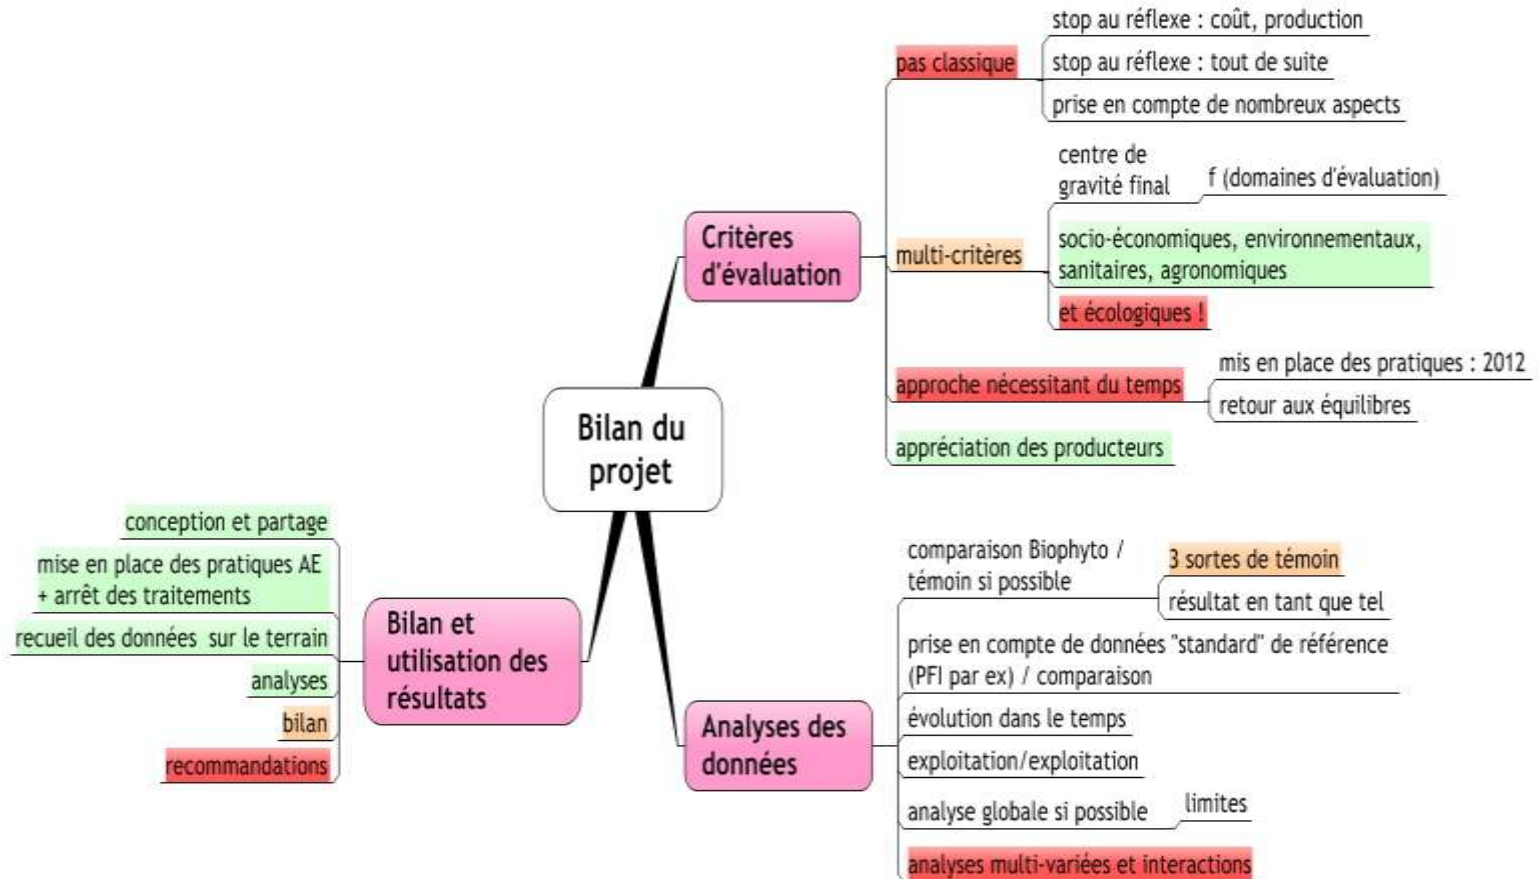 Bilan du
projet
Critères
d'évaluation
pas classique
stop au réflexe : coût, production
stop au réflexe : tout de suite
prise en compte de nombreux aspects
multi-critères
centre de
gravité final
f (domaines d'évaluation)
socio-économiques, environnementaux,
sanitaires, agronomiques
et écologiques !
approche nécessitant du temps
mis en place des pratiques : 2012
retour aux équilibres
appréciation des producteurs
Analyses des
données
comparaison Biophyto /
témoin si possible
3 sortes de témoin
résultat en tant que tel
prise en compte de données "standard" de référence
(PFI par ex) / comparaison
évolution dans le temps
exploitation/exploitation
analyse globale si possible
limites
analyses multi-variées et interactions
Bilan et
utilisation des
résultats
conception et partage
mise en place des pratiques AE
+ arrêt des traitements
recueil des données sur le terrain
analyses
bilan
recommandations